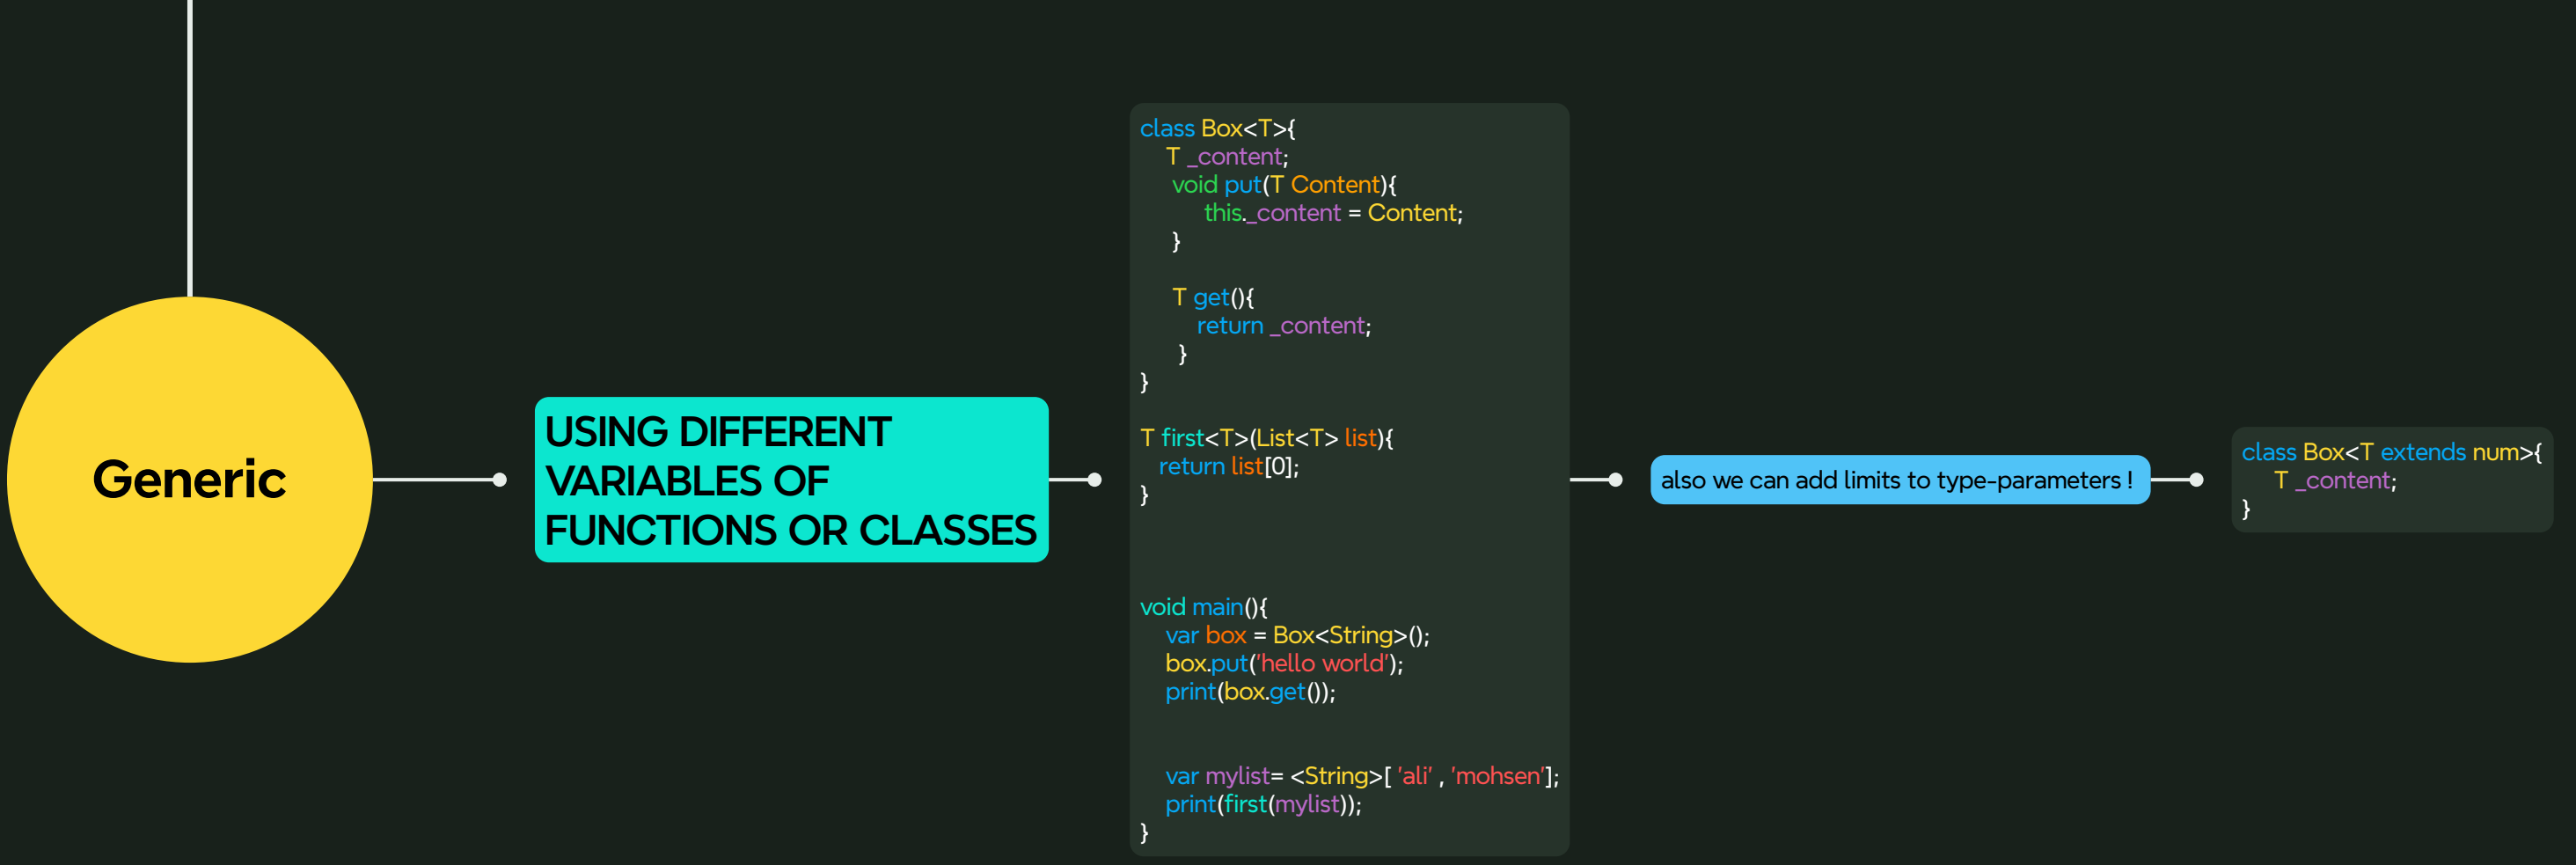 Generic
USING DIFFERENT
VARIABLES OF
FUNCTIONS OR CLASSES
class Box<T>{
T _content;
void put(T Content){
this._content = Content;
}
T get(){
return _content;
}
}
T first<T>(List<T> list){
return list[0];
}
void main(){
var box = Box<String>();
box.put('hello world');
print(box.get());
var mylist= <String>[ 'ali' , 'mohsen'];
print(first(mylist));
}
also we can add limits to type-parameters !
class Box<T extends num>{
T _content;
}